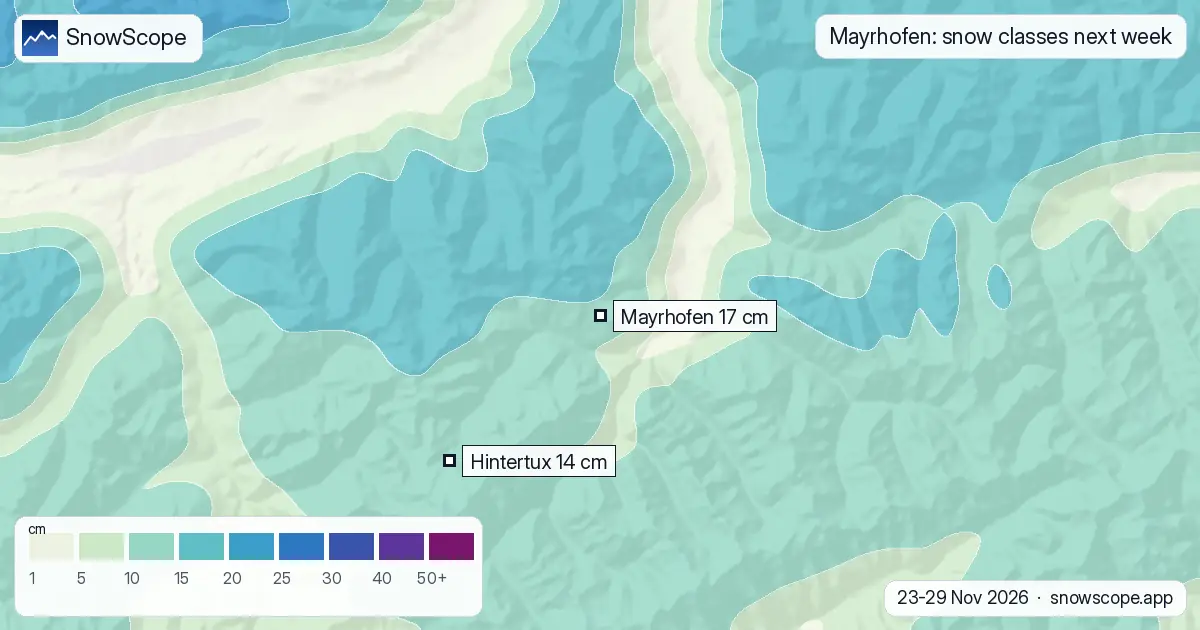 SnowScope
Mayrhofen: snow classes next week
Mayrhofen 17 cm
Hintertux 14 cm
cm
1 5 10 15 20 25 30 40 50+
23-29 Nov 2026 · snowscope.app